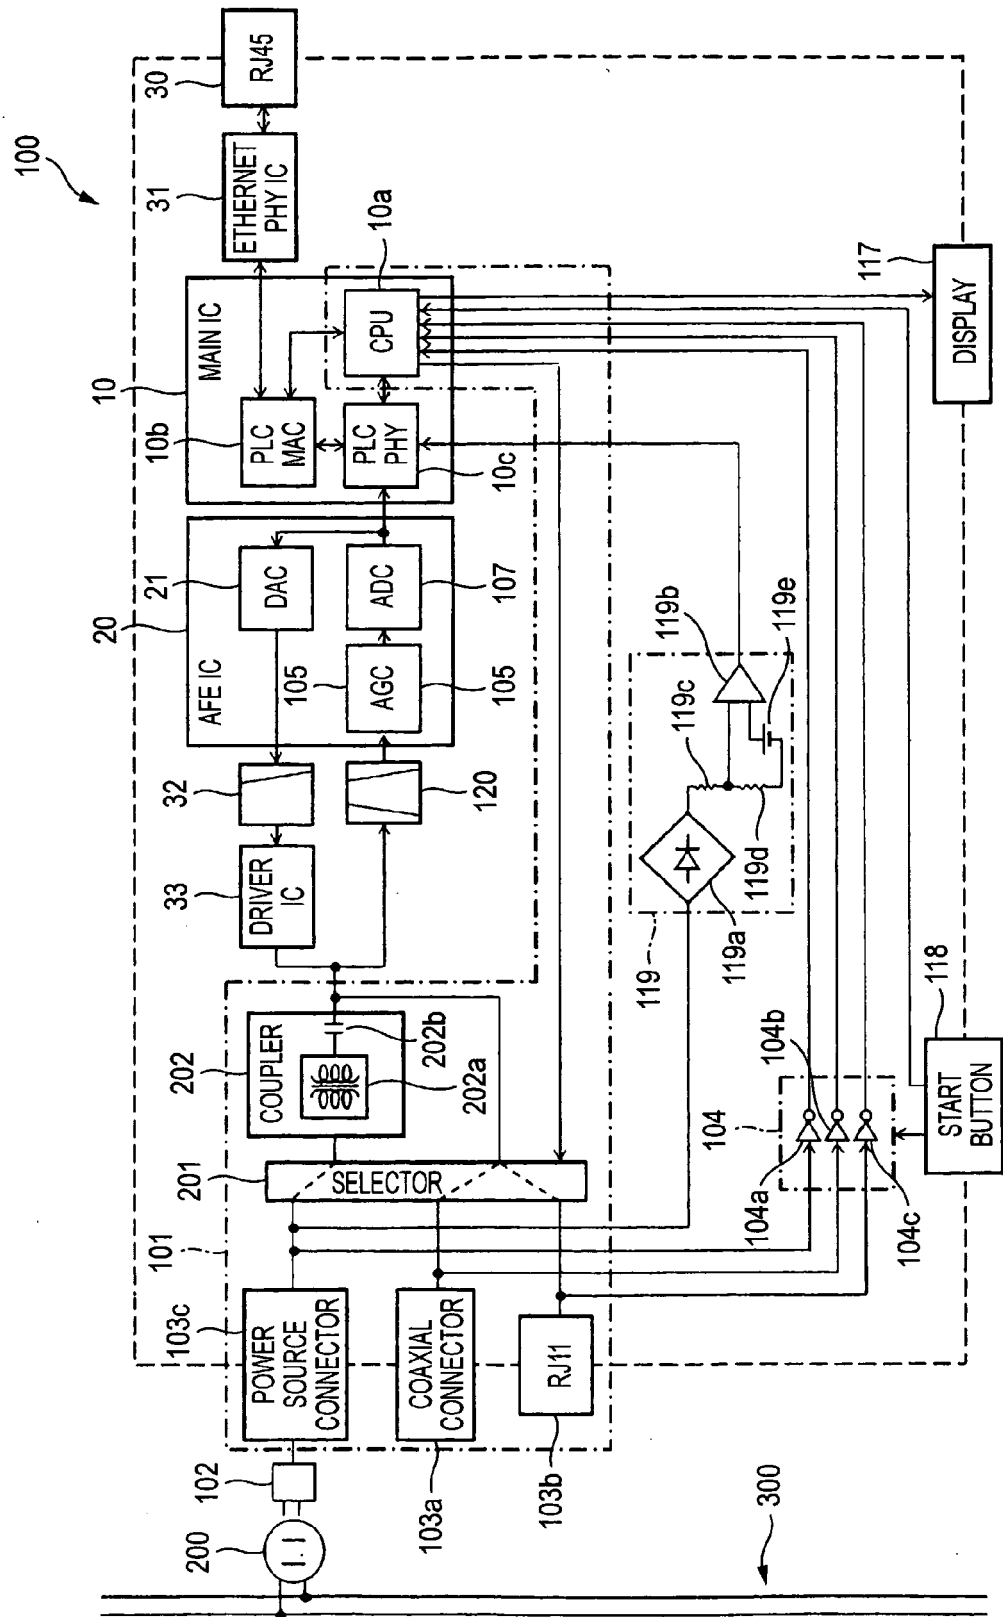 100
30
RJ45
31
ETHERNET
PHY IC
10
MAIN IC
10b
PLC
MAC
10a
CPU
PLC
PHY
10c
20
AFE IC
21
DAC
ADC
107
105
AGC
105
32
120
33
DRIVER
IC
202
COUPLER
202b
202a
201
SELECTOR
101
103c
POWER
SOURCE
CONNECTOR
COAXIAL
CONNECTOR
103a
RJ11
103b
102
200
300
119
119a
119b
119c
119d
119e
104
104a
104b
104c
117
DISPLAY
118
START
BUTTON